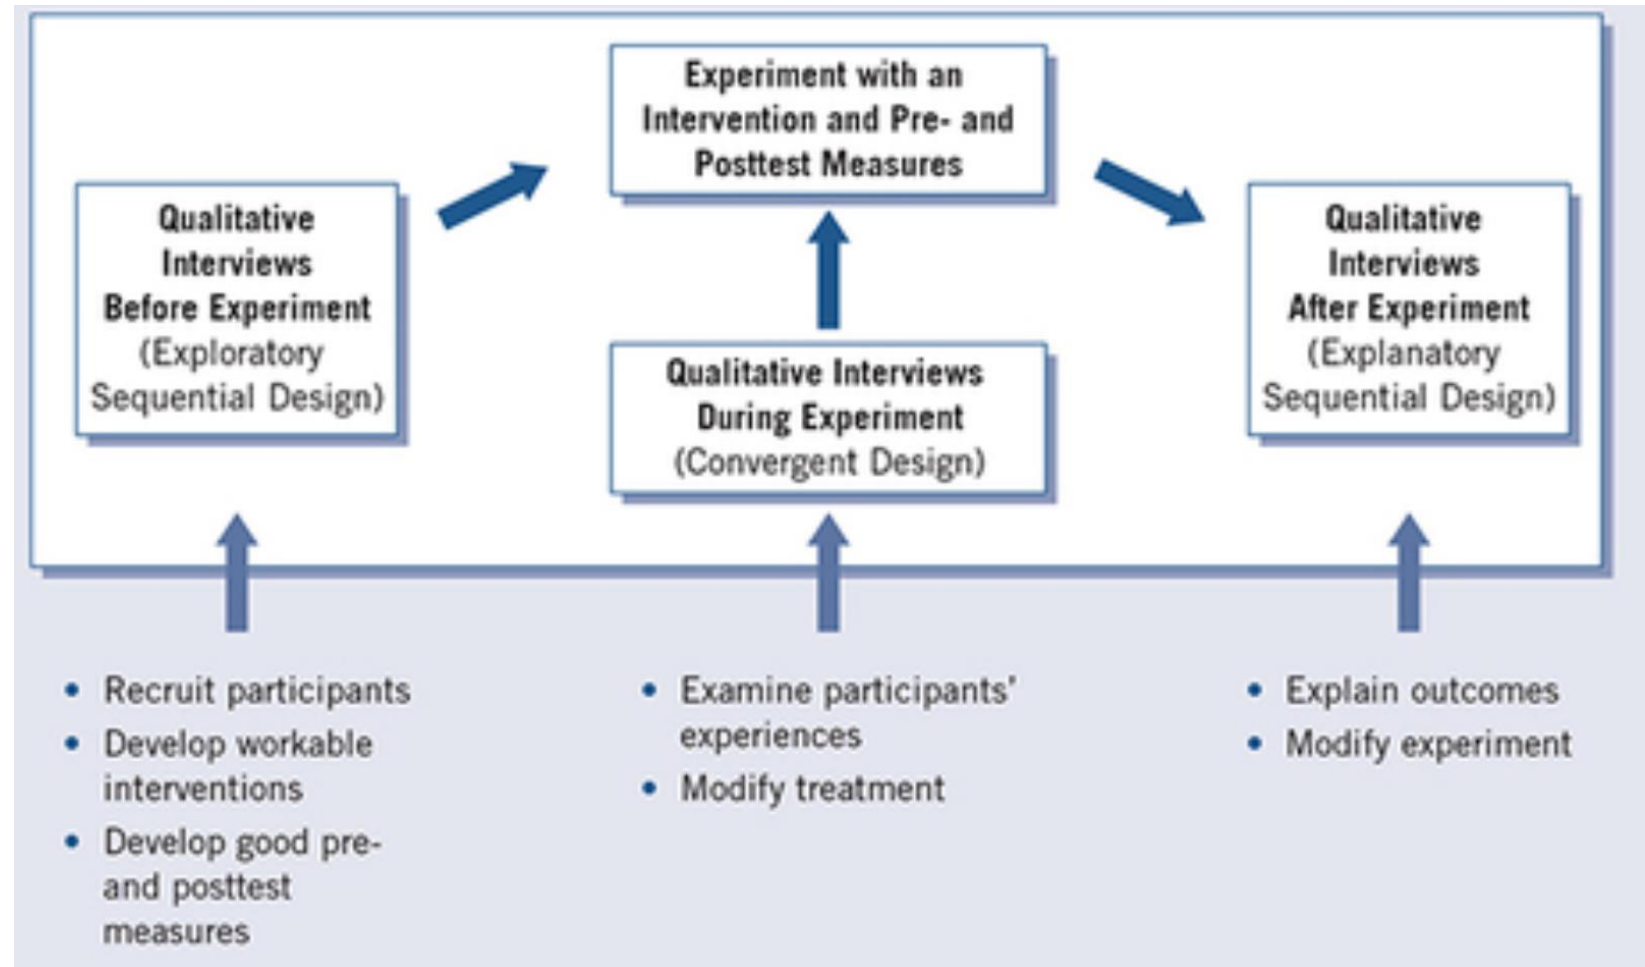 Experiment with an
Intervention and Pre- and
Posttest Measures
Qualitative
Interviews
Before Experiment
(Exploratory
Sequential Design)
Qualitative Interviews
During Experiment
(Convergent Design)
Qualitative
Interviews
After Experiment
(Explanatory
Sequential Design)
• Recruit participants
• Develop workable
interventions
• Develop good pre-
and posttest
measures
• Examine participants'
experiences
• Modify treatment
• Explain outcomes
• Modify experiment